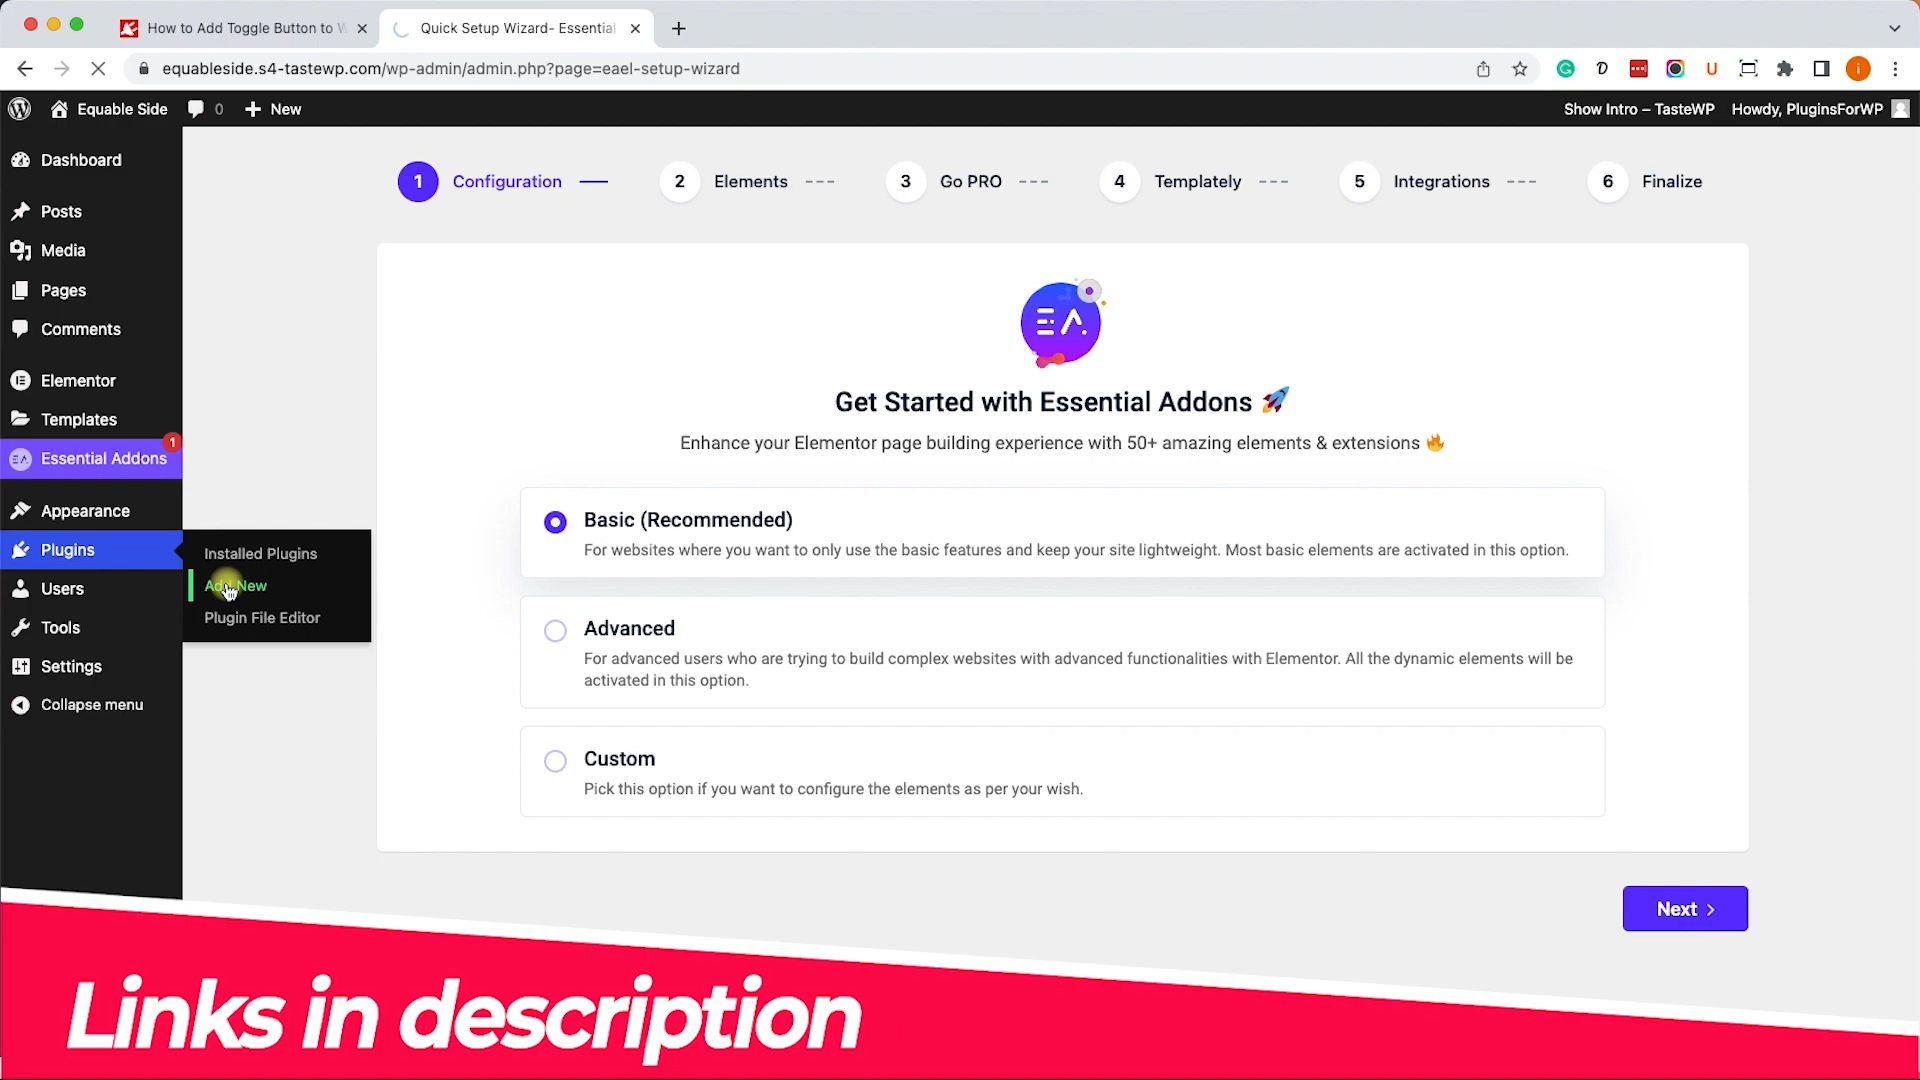 How to Add Toggle Button to W
Quick Setup Wizard- Essential
equableside.s4-tastewp.com/wp-admin/admin.php?page=eael-setup-wizard
Equable Side
0
New
Show Intro – TasteWP
Howdy, PluginsForWP
Dashboard
Posts
Media
Pages
Comments
Elementor
Templates
Essential Addons
1
Appearance
Plugins
Users
Tools
Settings
Collapse menu
Installed Plugins
Add New
Plugin File Editor
1 Configuration
2 Elements
3 Go PRO
4 Templately
5 Integrations
6 Finalize
EA
Get Started with Essential Addons 🚀
Enhance your Elementor page building experience with 50+ amazing elements & extensions 🔥
Basic (Recommended)
For websites where you want to only use the basic features and keep your site lightweight. Most basic elements are activated in this option.
Advanced
For advanced users who are trying to build complex websites with advanced functionalities with Elementor. All the dynamic elements will be
activated in this option.
Custom
Pick this option if you want to configure the elements as per your wish.
Next
Links in description